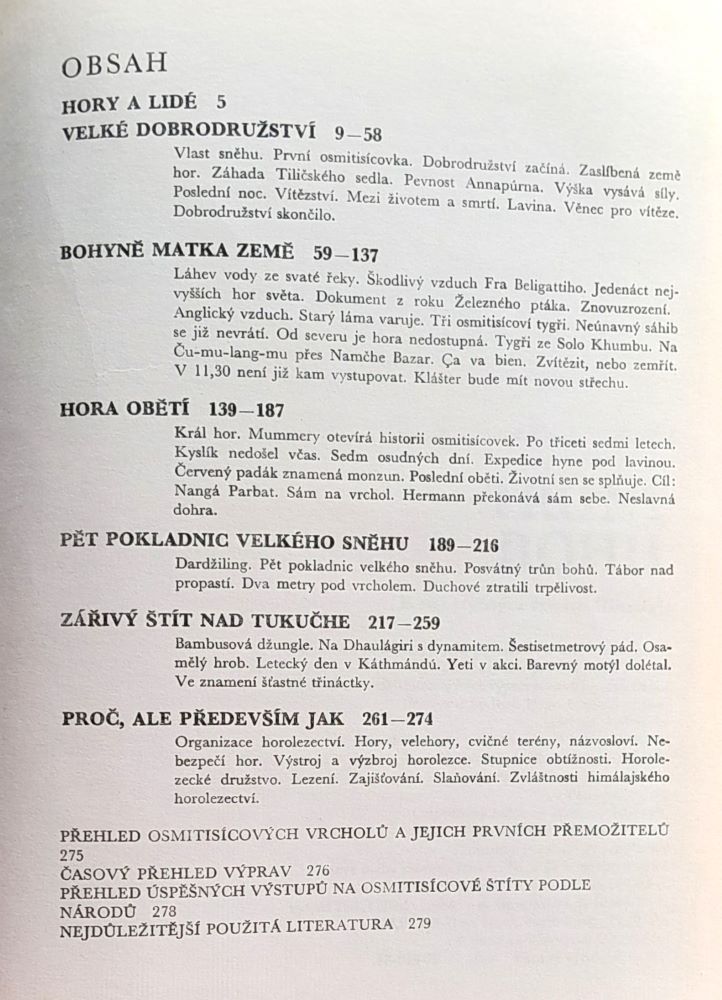 OBSAH
HORY A LIDÉ 5
VELKÉ DOBRODRUŽSTVÍ 9—58
Vlast sněhu. První osmitisícovka. Dobrodružství začíná. Zaslíbená země
hor. Záhada Tiličského sedla. Pevnost Annapúrna. Výška vysává síly.
Poslední noc. Vítězství. Mezi životem a smrtí. Lavina. Věnec pro vítěze.
Dobrodružství skončilo.
BOHYNĚ MATKA ZEMĚ 59—137
Láhev vody ze svaté řeky. Škodlivý vzduch Fra Beligattiho. Jedenáct nej-
vyšších hor světa. Dokument z roku Železného ptáka. Znovuzrození.
Anglický vzduch. Starý láma varuje. Tři osmitisícoví tygři. Neúnavný sáhib
se již nevrátí. Od severu je hora nedostupná. Tygři ze Solo Khumbu. Na
Ču-mu-lang-mu přes Namčhe Bazar. Ça va bien. Zvítězit, nebo zemřít.
V 11,30 není již kam vystupovat. Klášter bude mít novou střechu.
HORA OBĚTÍ 139—187
Král hor. Mummery otevírá historii osmitisícovek. Po třiceti sedmi letech.
Kyslík nedošel včas. Sedm osudných dní. Expedice hyne pod lavinou.
Červený padák znamená monzun. Poslední oběti. Životní sen se splňuje. Cíl:
Nangá Parbat. Sám na vrchol. Hermann překonává sám sebe. Neslavná
dohra.
PĚT POKLADNIC VELKÉHO SNĚHU 189—216
Dardžiling. Pět pokladnic velkého sněhu. Posvátný trůn bohů. Tábor nad
propastí. Dva metry pod vrcholem. Duchové ztratili trpělivost.
ZÁŘIVÝ ŠTÍT NAD TUKUČHE 217—259
Bambusová džungle. Na Dhaulágiri s dynamitem. Šestisetmetrový pád. Osa-
mělý hrob. Letecký den v Káthmándú. Yeti v akci. Barevný motýl dolétal.
Ve znamení šťastné třináctky.
PROČ, ALE PŘEDEVŠÍM JAK 261—274
Organizace horolezectví. Hory, velehory, cvičné terény, názvosloví. Ne-
bezpečí hor. Výstroj a výzbroj horolezce. Stupnice obtížnosti. Horole-
zecké družstvo. Lezení. Zajišťování. Slaňování. Zvláštnosti himálajského
horolezectví.
PŘEHLED OSMITISÍCOVÝCH VRCHOLŮ A JEJICH PRVNÍCH PŘEMOŽITELŮ
275
ČASOVÝ PŘEHLED VÝPRAV 276
PŘEHLED ÚSPĚŠNÝCH VÝSTUPŮ NA OSMITISÍCOVÉ ŠTÍTY PODLE
NÁRODŮ 278
NEJDŮLEŽITĚJŠÍ POUŽITÁ LITERATURA 279